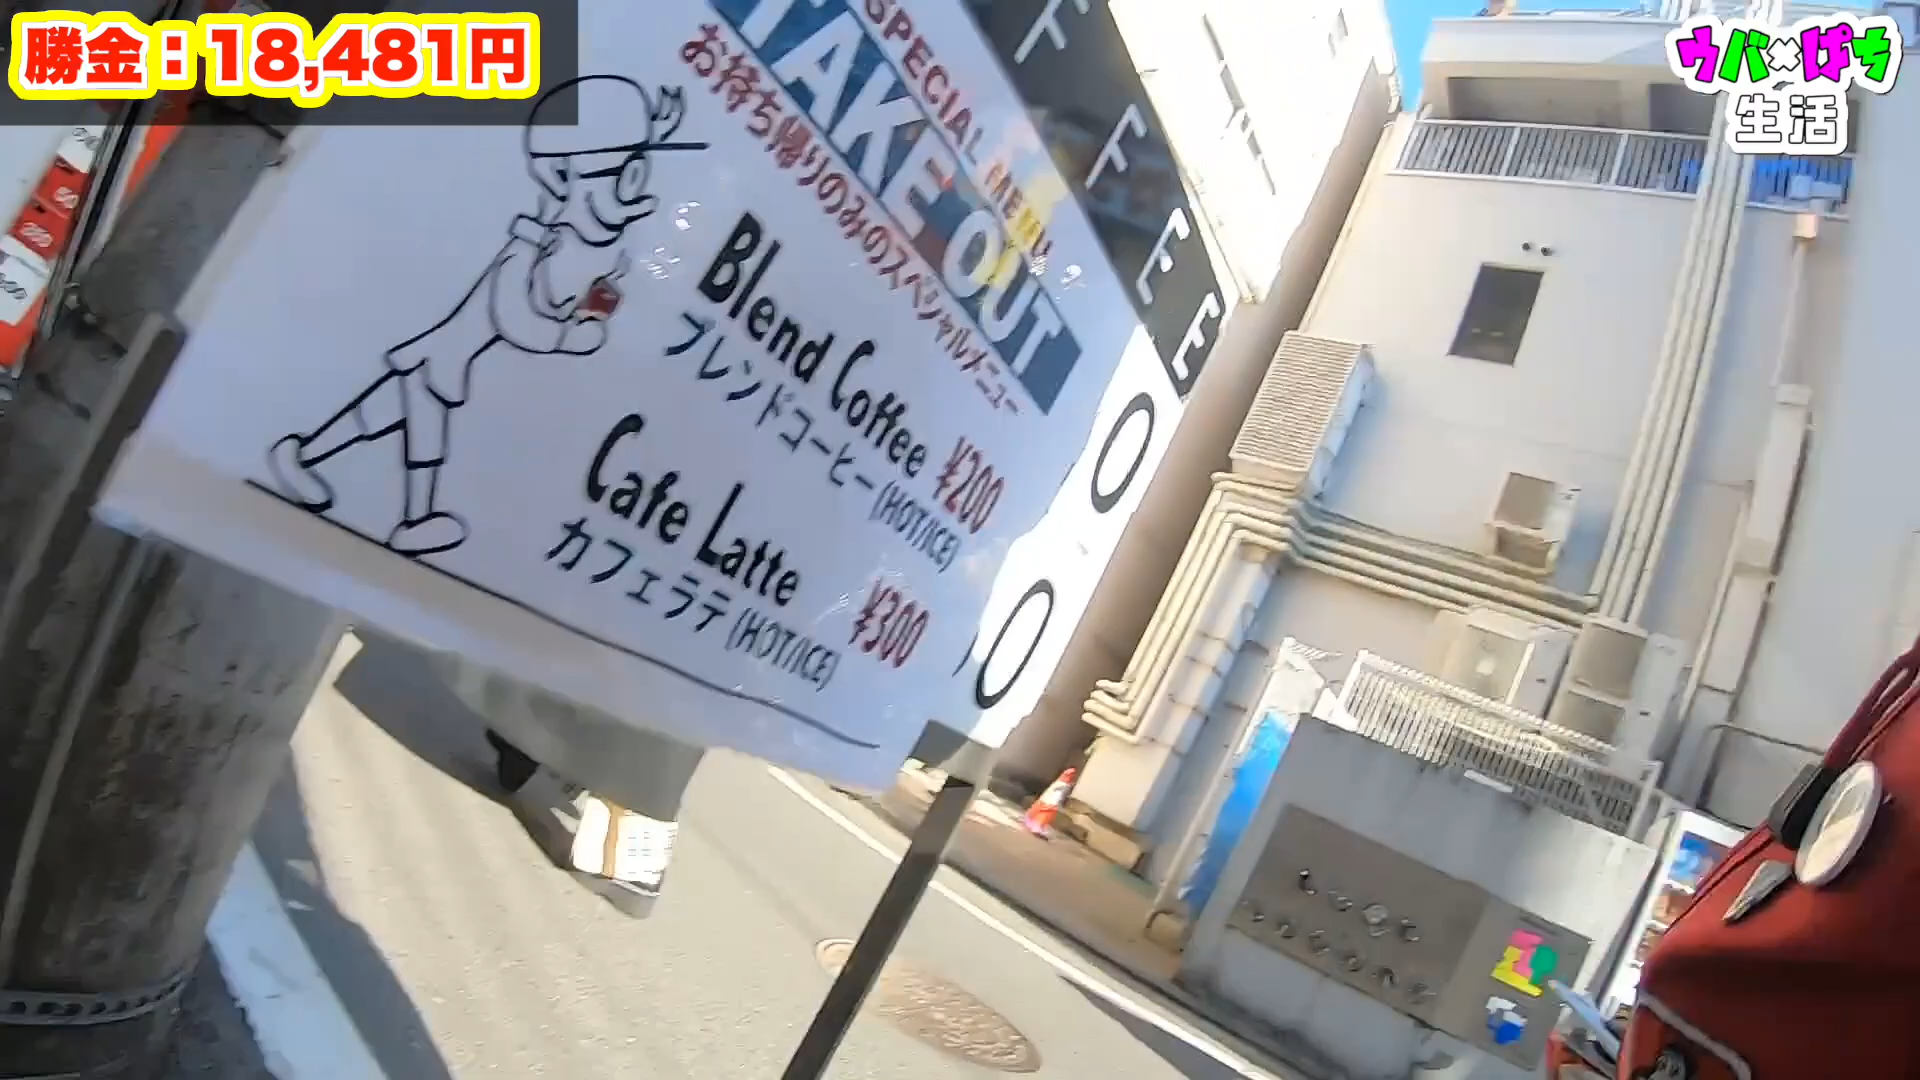 勝金：18,481円
ウバ×ぱち
生活
SPECIAL MENU
TAKE OUT
お持ち帰りのみのスペシャルメニュー
Blend Coffee ¥200
ブレンドコーヒー (HOT/ICE)
Cafe Latte ¥300
カフェラテ (HOT/ICE)